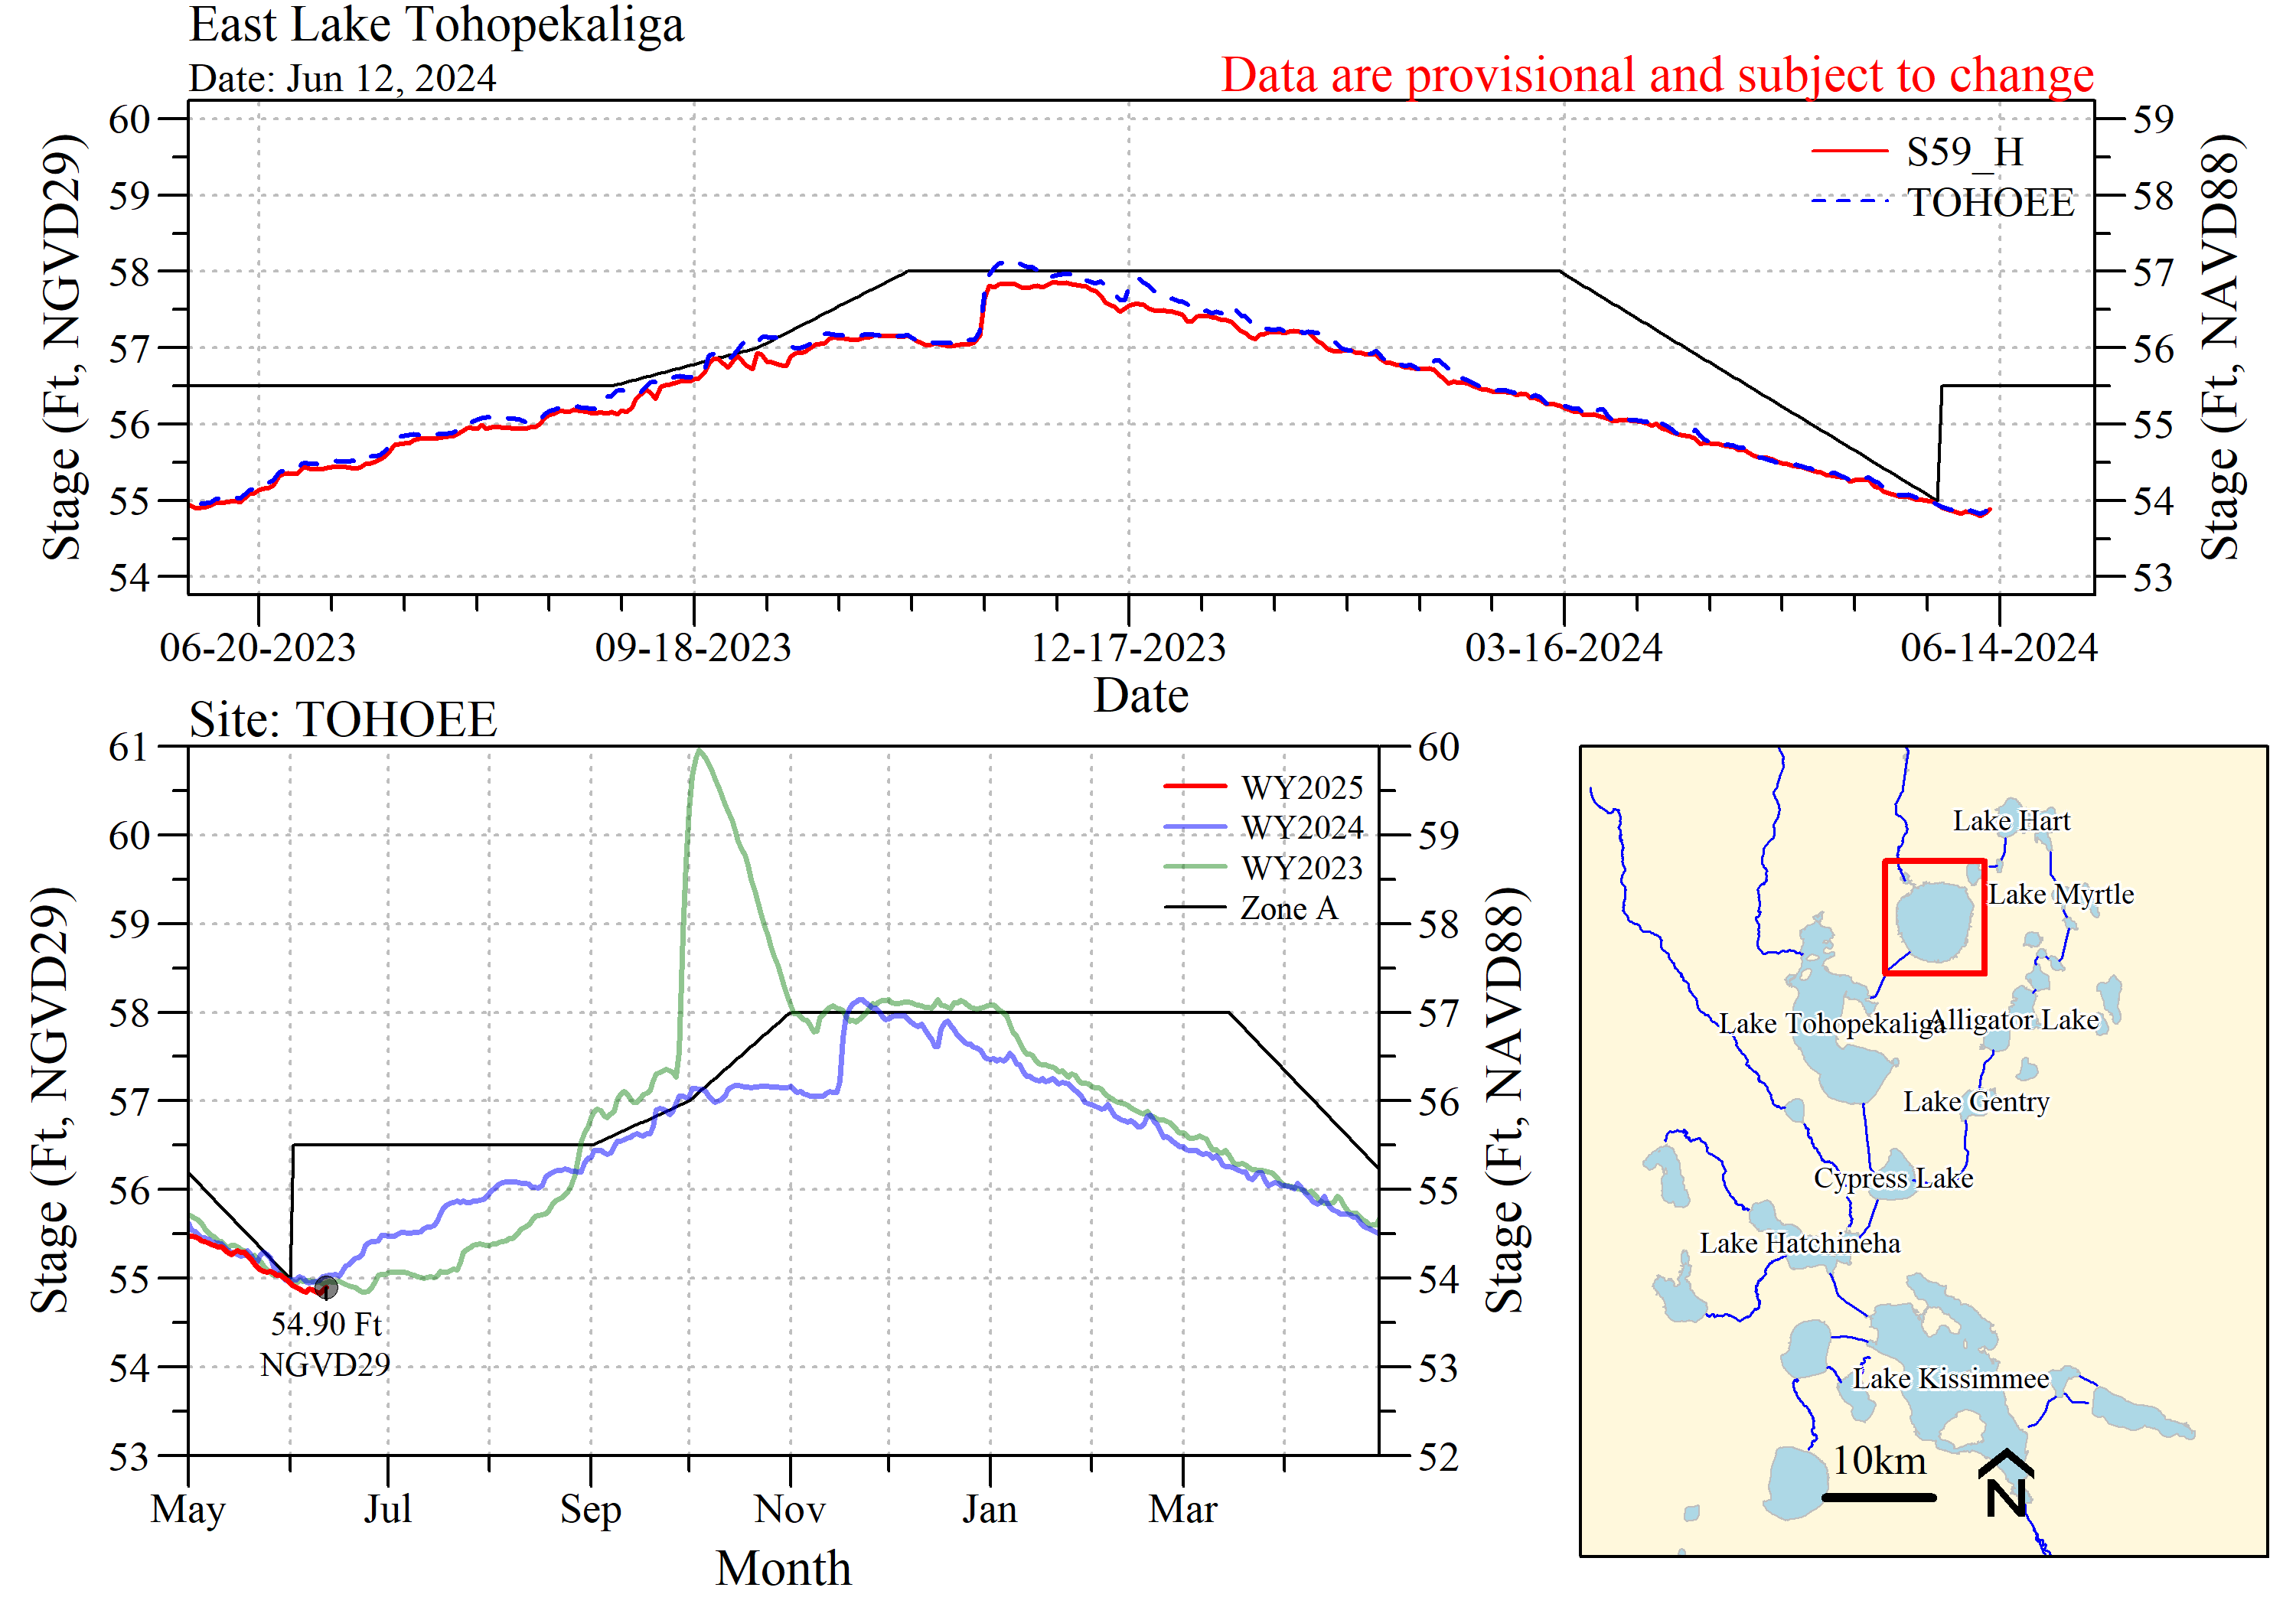 East Lake Tohopekaliga
Date: Jun 12, 2024
Data are provisional and subject to change
Stage (Ft, NGVD29)
60
59
58
57
56
55
54
S59_H
TOHOEE
59
58
57
56
55
54
53
Stage (Ft, NAVD88)
06-20-2023 09-18-2023 12-17-2023 03-16-2024 06-14-2024
Date
Site: TOHOEE
Stage (Ft, NGVD29)
61
60
59
58
57
56
55
54
53
WY2025
WY2024
WY2023
Zone A
54.90 Ft
NGVD29
60
59
58
57
56
55
54
53
52
Stage (Ft, NAVD88)
May Jul Sep Nov Jan Mar
Month
Lake Hart
Lake Myrtle
Lake Tohopekaliga
Alligator Lake
Lake Gentry
Cypress Lake
Lake Hatchineha
Lake Kissimmee
10km
N